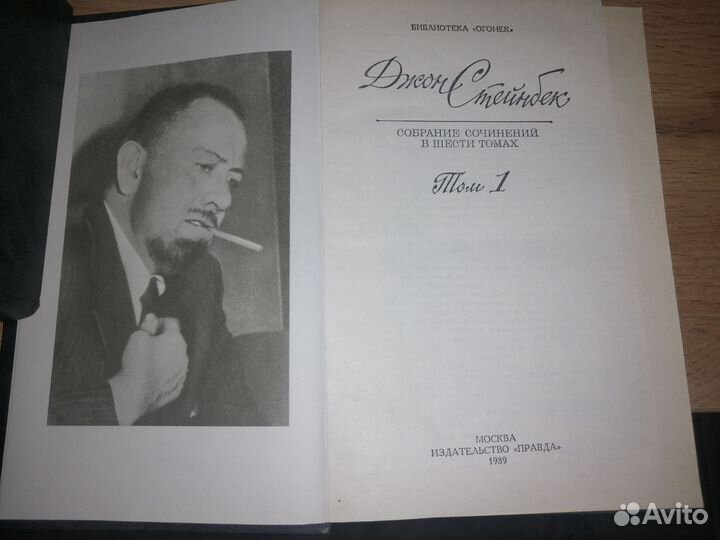 БИБЛИОТЕКА «ОГОНЕК»
Джон Стейнбек
СОБРАНИЕ СОЧИНЕНИЙ
В ШЕСТИ ТОМАХ
Том 1
МОСКВА
ИЗДАТЕЛЬСТВО «ПРАВДА»
1989
Avito